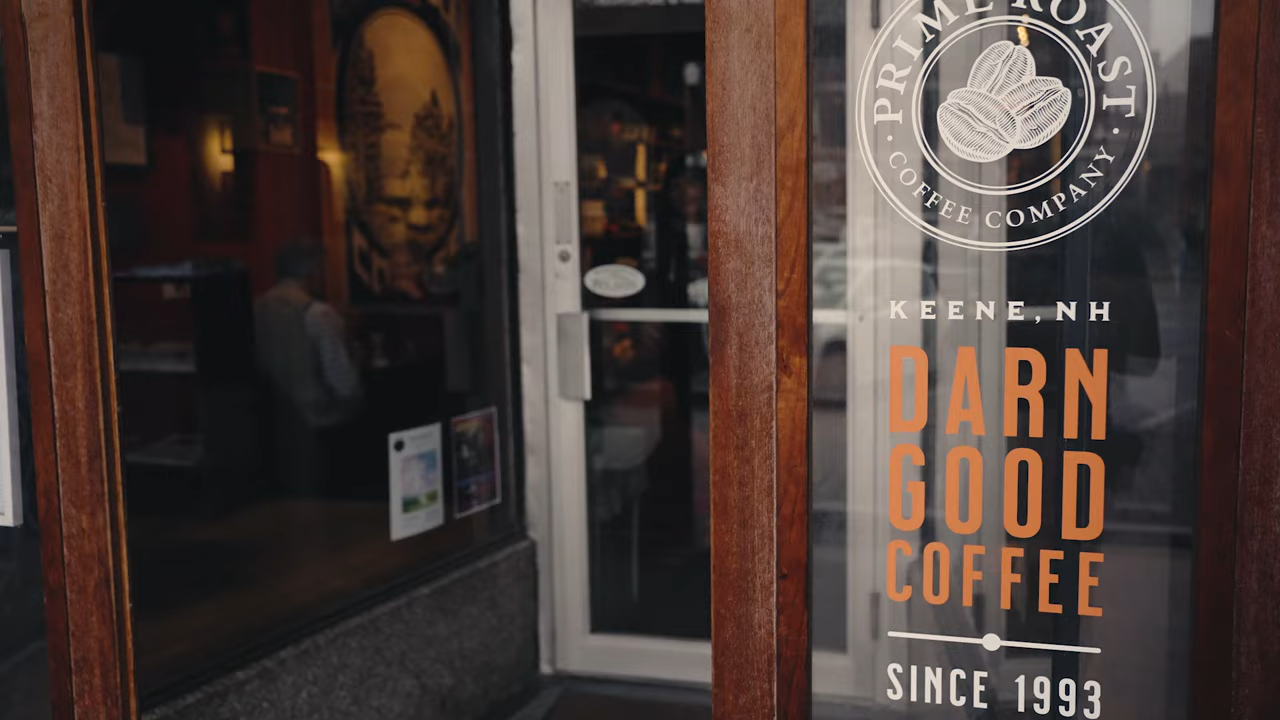 PRIME ROAST
· COFFEE COMPANY ·
KEENE, NH
DARN
GOOD
COFFEE
SINCE 1993